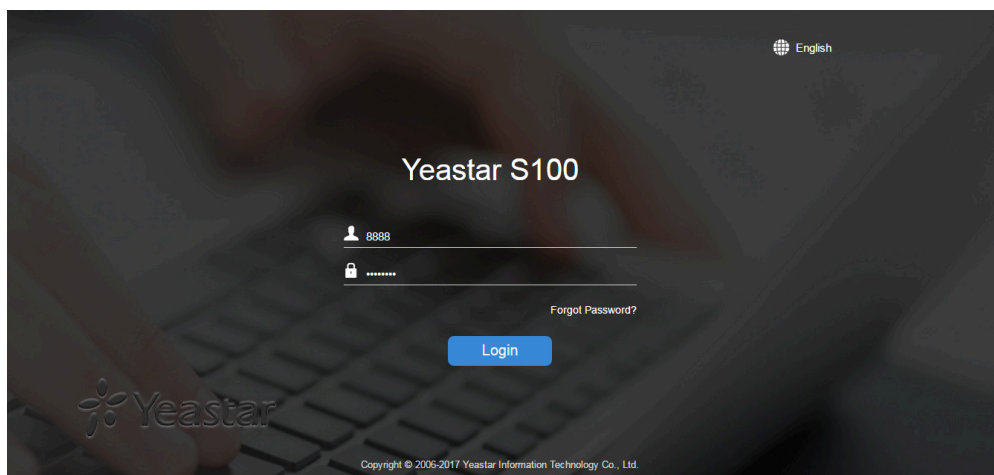 English
Yeastar S100
8888
••••••••
Forgot Password?
Login
Yeastar
Copyright © 2006-2017 Yeastar Information Technology Co., Ltd.